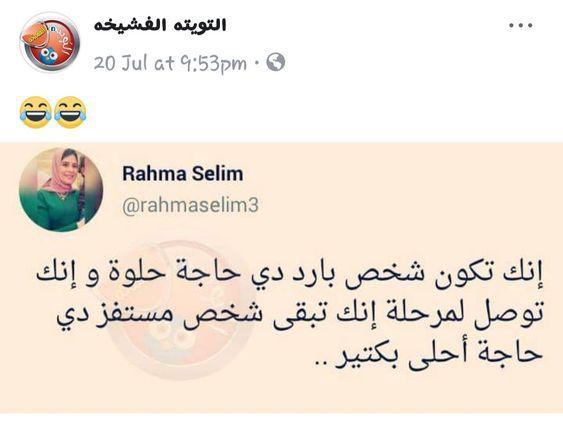 التويته الفشيخه
20 Jul at 9:53pm
😂😂
Rahma Selim
@rahmaselim3
إنك تكون شخص بارد دي حاجة حلوة و إنك
توصل لمرحلة إنك تبقى شخص مستفز دي
حاجة أحلى بكتير ..